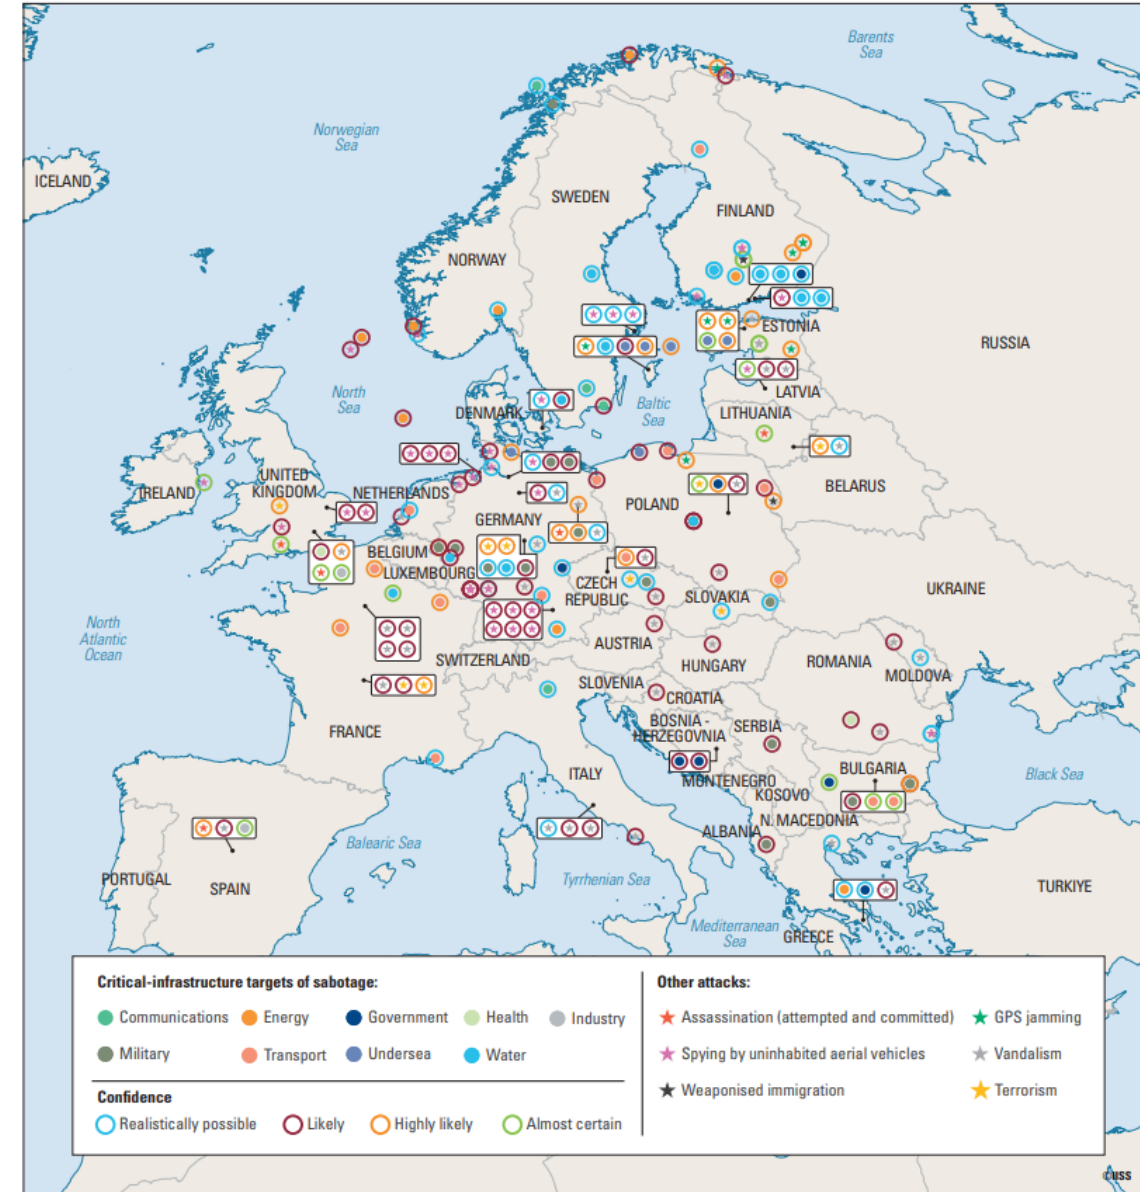 Barents
Sea
Norwegian
Sea
ICELAND
SWEDEN
FINLAND
NORWAY
ESTONIA
RUSSIA
North
Sea
Baltic
Sea
LATVIA
DENMARK
LITHUANIA
UNITED
KINGDOM
IRELAND
NETHERLANDS
BELARUS
POLAND
GERMANY
BELGIUM
LUXEMBOURG
CZECH
REPUBLIC
SLOVAKIA
UKRAINE
North
Atlantic
Ocean
AUSTRIA
SWITZERLAND
HUNGARY
ROMANIA
MOLDOVA
SLOVENIA
CROATIA
FRANCE
BOSNIA -
HERZEGOVNIA
SERBIA
ITALY
MONTENEGRO
BULGARIA
Black Sea
KOSOVO
N. MACEDONIA
ALBANIA
Balearic Sea
PORTUGAL
SPAIN
Tyrrhenian Sea
TURKIYE
Mediterranean
Sea
GREECE
Critical-infrastructure targets of sabotage:
Communications
Energy
Government
Health
Industry
Military
Transport
Undersea
Water
Confidence
Realistically possible
Likely
Highly likely
Almost certain
Other attacks:
Assassination (attempted and committed)
GPS jamming
Spying by uninhabited aerial vehicles
Vandalism
Weaponised immigration
Terrorism